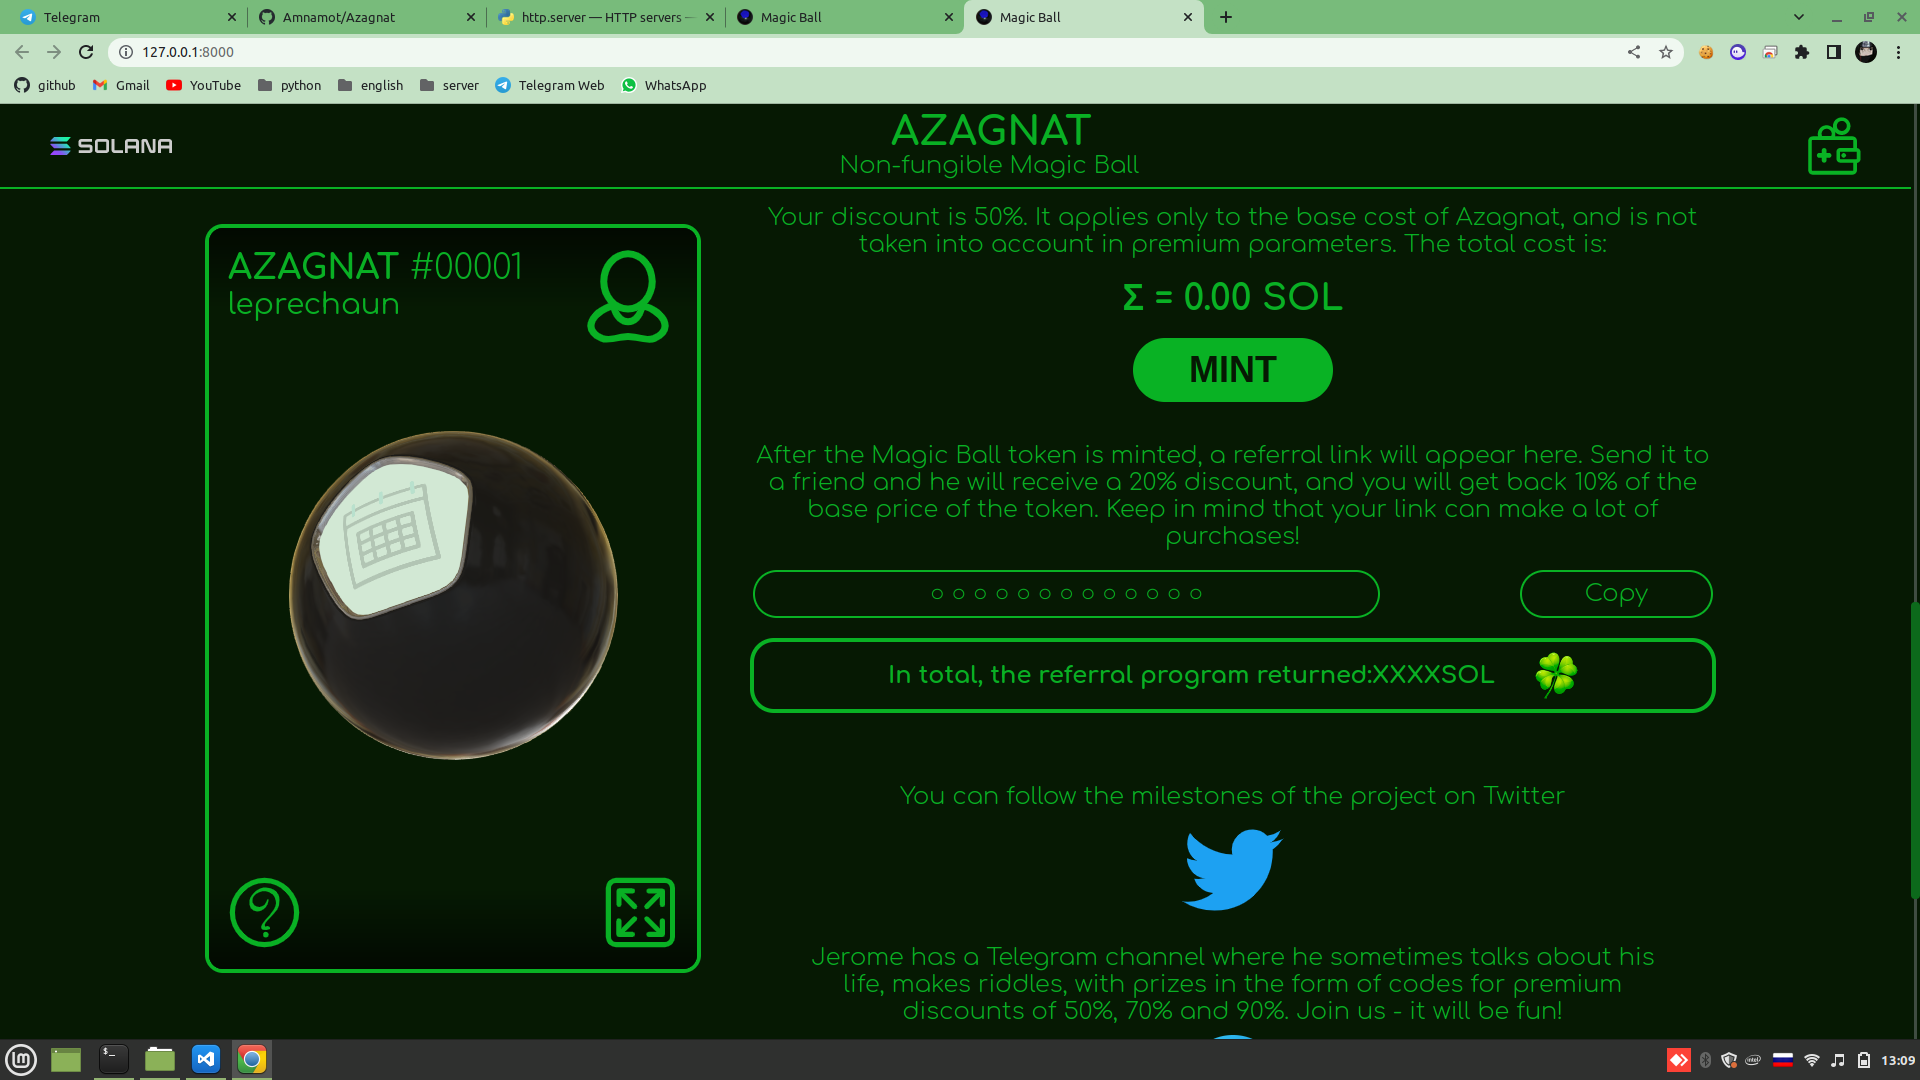 Telegram
Amnamot/Azagnat
http.server — HTTP servers —
Magic Ball
Magic Ball
127.0.0.1:8000
github
Gmail
YouTube
python
english
server
Telegram Web
WhatsApp
SOLANA
AZAGNAT
Non-fungible Magic Ball
AZAGNAT #00001
leprechaun
Your discount is 50%. It applies only to the base cost of Azagnat, and is not
taken into account in premium parameters. The total cost is:
Σ = 0.00 SOL
MINT
After the Magic Ball token is minted, a referral link will appear here. Send it to
a friend and he will receive a 20% discount, and you will get back 10% of the
base price of the token. Keep in mind that your link can make a lot of
purchases!
○ ○ ○ ○ ○ ○ ○ ○ ○ ○ ○ ○ ○
Copy
In total, the referral program returned:XXXXSOL
You can follow the milestones of the project on Twitter
Jerome has a Telegram channel where he sometimes talks about his
life, makes riddles, with prizes in the form of codes for premium
discounts of 50%, 70% and 90%. Join us - it will be fun!
13:09